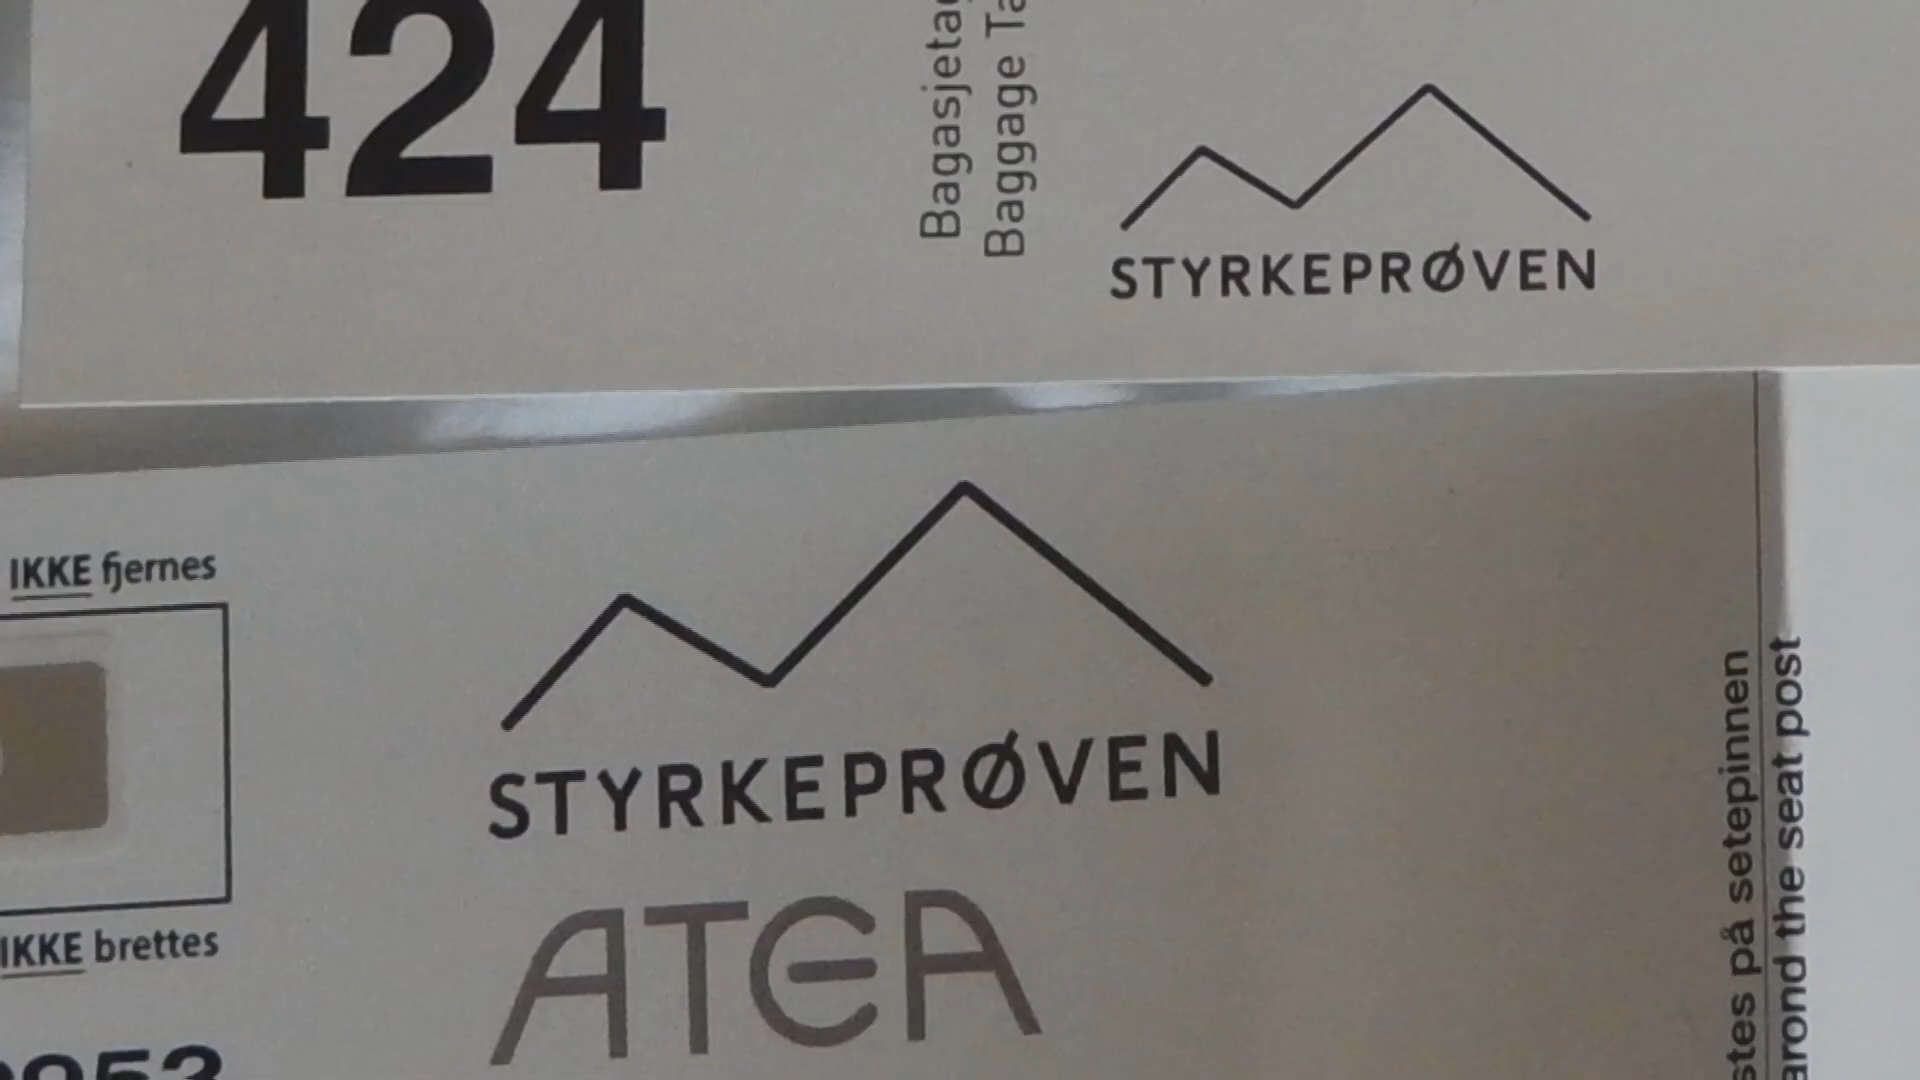 424
Bagasjeta
Baggage Ta
STYRKEPRØVEN
IKKE fjernes
STYRKEPRØVEN
ATEA
IKKE brettes
stes på setepinnen
arond the seat post